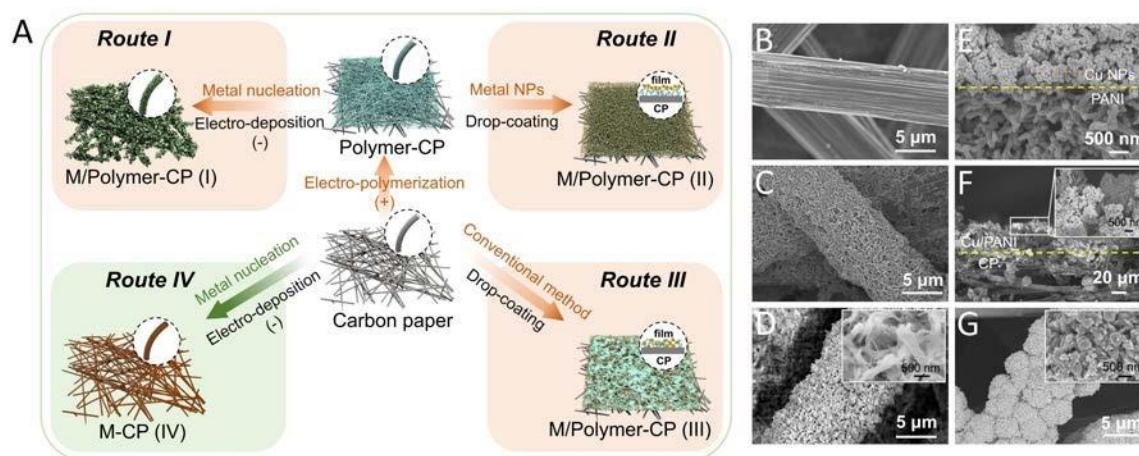 A
Route I
Metal nucleation
Electro-deposition
(-)
M/Polymer-CP (I)
Polymer-CP
Route II
Metal NPs
Drop-coating
film
CP
M/Polymer-CP (II)
Electro-polymerization
(+)
Route IV
Metal nucleation
Electro-deposition
(-)
M-CP (IV)
Carbon paper
Route III
Conventional method
Drop-coating
film
CP
M/Polymer-CP (III)
B
5 µm
C
5 µm
D
500 nm
5 µm
E
Cu NPs
PANI
500 nm
F
500 nm
Cu/PANI
CP
20 µm
G
500 nm
5 µm